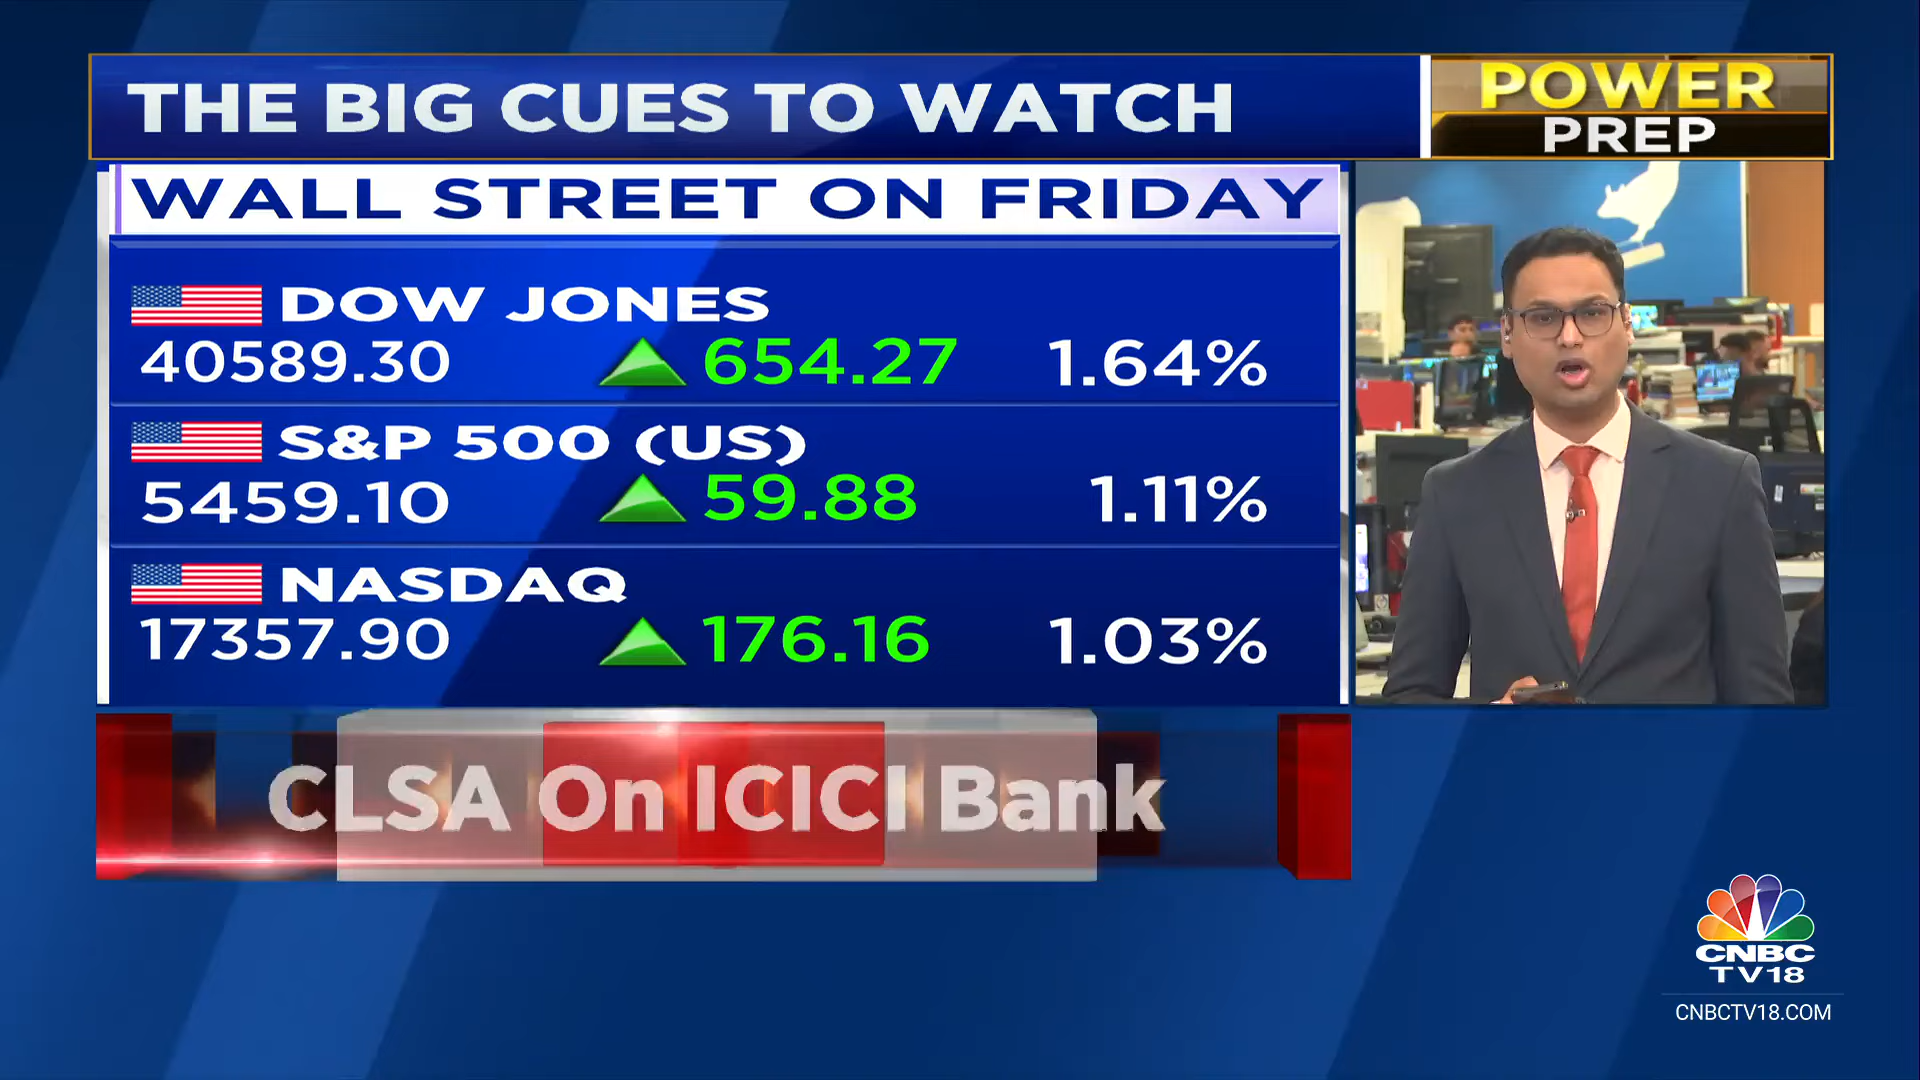 THE BIG CUES TO WATCH
POWER
PREP
WALL STREET ON FRIDAY
DOW JONES
40589.30 654.27 1.64%
S&P 500 (US)
5459.10 59.88 1.11%
NASDAQ
17357.90 176.16 1.03%
CLSA On ICICI Bank
CNBC
TV18
CNBCTV18.COM